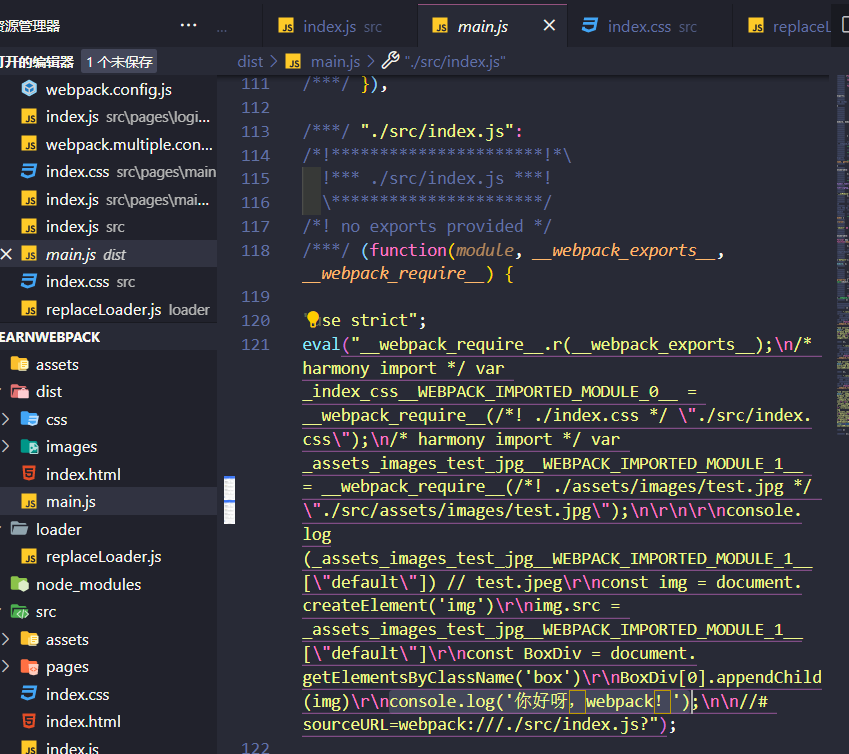 资源管理器
···
...
index.js src
main.js
index.css src
replaceL
打开的编辑器 1 个未保存
dist > main.js > "./src/index.js"
webpack.config.js
index.js src\pages\logi...
webpack.multiple.con...
index.css src\pages\main
index.js src\pages\mai...
index.js src
main.js dist
index.css src
replaceLoader.js loader
EARNWEBPACK
assets
dist
css
images
index.html
main.js
loader
replaceLoader.js
node_modules
src
assets
pages
index.css
index.html
index.js
111 /***/ }),
112
113 /***/ "./src/index.js":
114 /*!**********************!*\
115 !*** ./src/index.js ***!
116 \**********************/
117 /*! no exports provided */
118 /***/ (function(module, __webpack_exports__,
__webpack_require__) {
119
120 se strict";
121 eval("__webpack_require__.r(__webpack_exports__);\n/*
harmony import */ var
_index_css__WEBPACK_IMPORTED_MODULE_0__ =
__webpack_require__(/*! ./index.css */ \"./src/index.
css\");\n/* harmony import */ var
_assets_images_test_jpg__WEBPACK_IMPORTED_MODULE_1__
= __webpack_require__(/*! ./assets/images/test.jpg */
\"./src/assets/images/test.jpg\");\n\r\n\r\nconsole.
log
(_assets_images_test_jpg__WEBPACK_IMPORTED_MODULE_1__
[\"default\"]) // test.jpeg\r\nconst img = document.
createElement('img')\r\nimg.src =
_assets_images_test_jpg__WEBPACK_IMPORTED_MODULE_1__
[\"default\"]\r\nconst BoxDiv = document.
getElementsByClassName('box')\r\nBoxDiv[0].appendChild
(img)\r\nconsole.log('你好呀，webpack！');\n\n//#
sourceURL=webpack:///./src/index.js?");
122